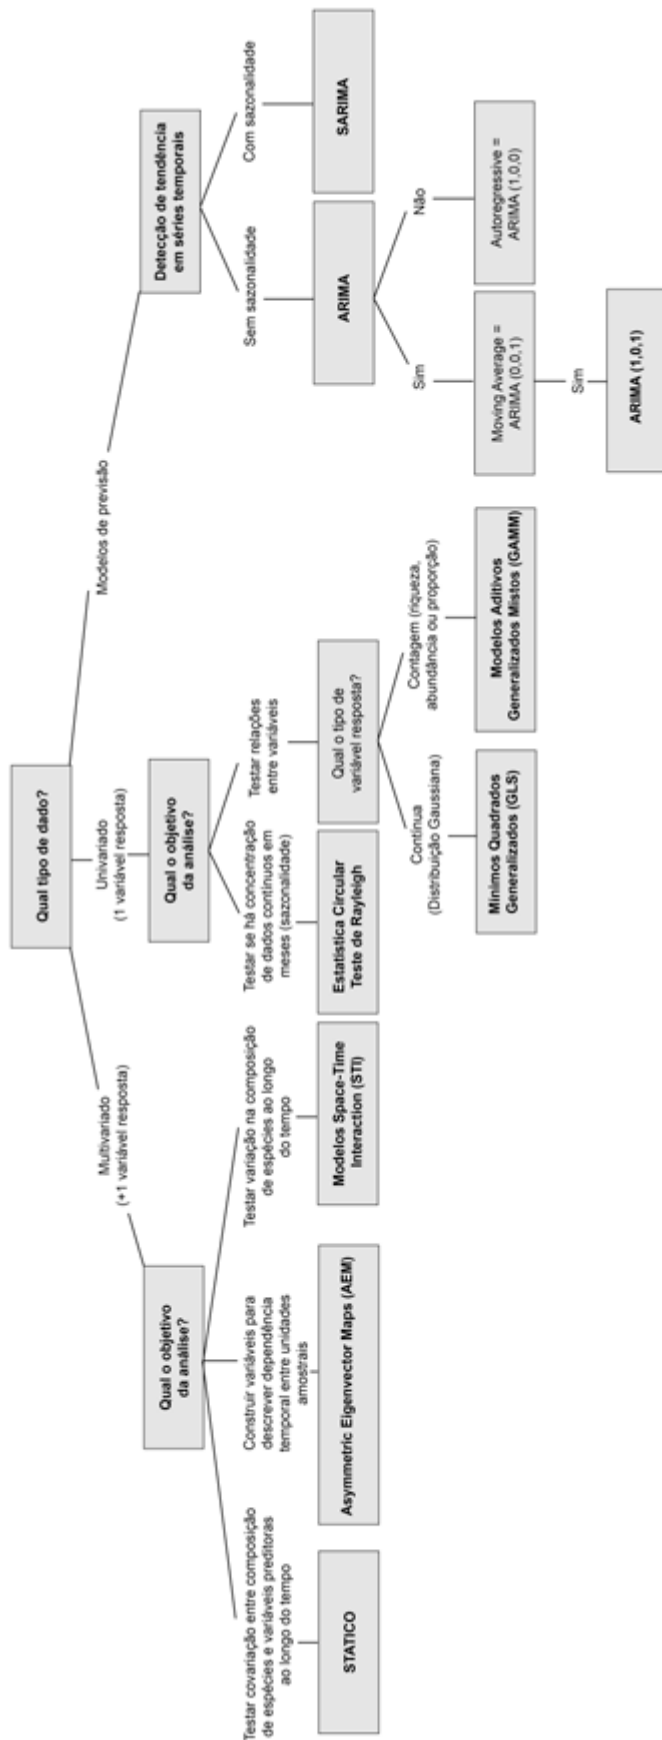 Qual tipo de dado?
Multivariado
(+1 variável resposta)
Univariado
(1 variável resposta)
Modelos de previsão
Qual o objetivo
da análise?
Qual o objetivo
da análise?
Detecção de tendência
em séries temporais
Testar covariação entre composição
de espécies e variáveis preditoras
ao longo do tempo
Construir variáveis para
descrever dependência
temporal entre unidades
amostrais
Testar variação na composição
de espécies ao longo
do tempo
Testar se há concentração
de dados contínuos em
meses (sazonalidade)
Testar relações
entre variáveis
Sem sazonalidade
Com sazonalidade
STATICO
Asymmetric Eigenvector Maps (AEM)
Modelos Space-Time
Interaction (STI)
Estatística Circular
Teste de Rayleigh
Qual o tipo de
variável resposta?
ARIMA
SARIMA
Contínua
(Distribuição Gaussiana)
Contagem (riqueza,
abundância ou proporção)
Sim
Não
Mínimos Quadrados
Generalizados (GLS)
Modelos Aditivos
Generalizados Mistos (GAMM)
Moving Average =
ARIMA (0,0,1)
Autoregressive =
ARIMA (1,0,0)
Sim
ARIMA (1,0,1)